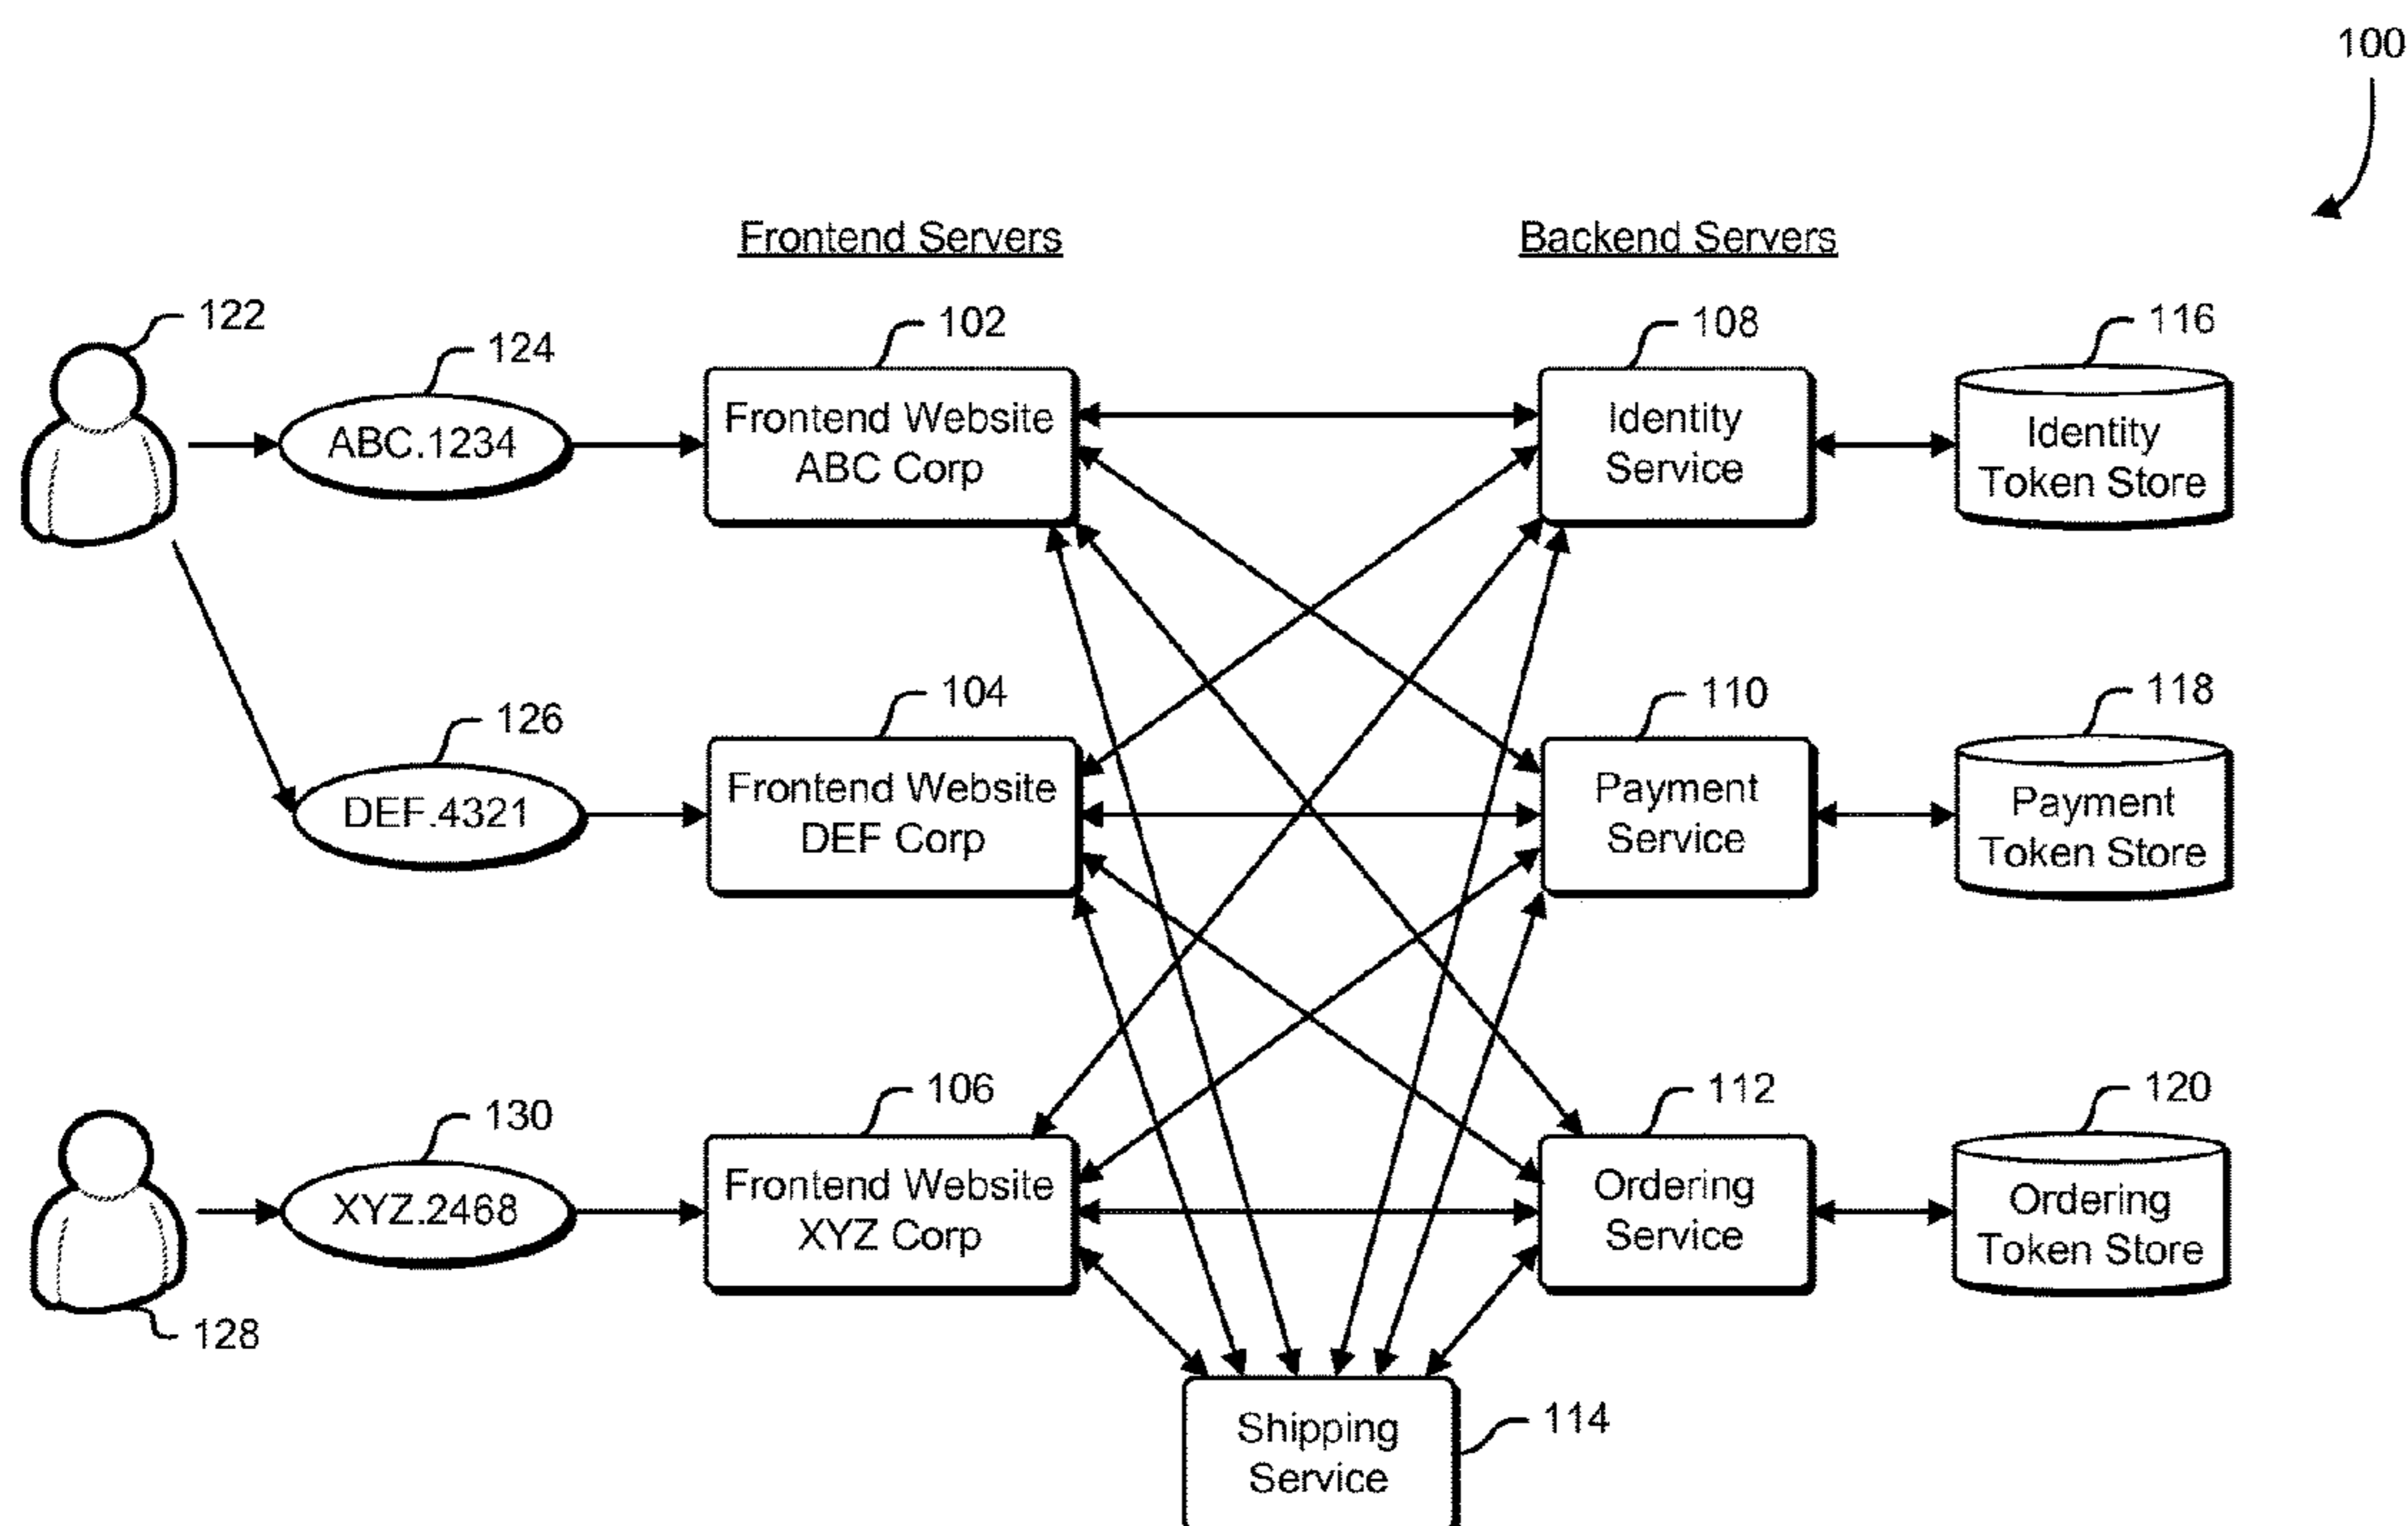 100
Frontend Servers
Backend Servers
122
124
102
108
116
ABC.1234
Frontend Website
ABC Corp
Identity
Service
Identity
Token Store
126
104
110
118
DEF.4321
Frontend Website
DEF Corp
Payment
Service
Payment
Token Store
130
106
112
120
XYZ.2468
Frontend Website
XYZ Corp
Ordering
Service
Ordering
Token Store
128
Shipping
Service
114